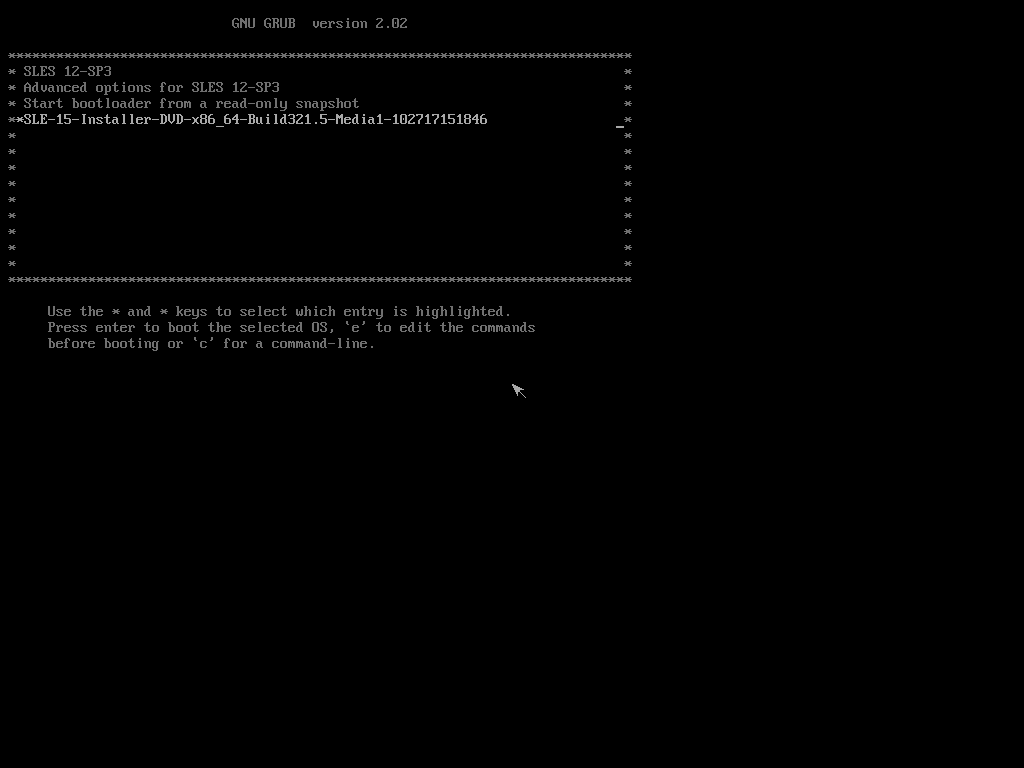 GNU GRUB  version 2.02
*******************************************************************************
* SLES 12-SP3 *
* Advanced options for SLES 12-SP3 *
* Start bootloader from a read-only snapshot *
**SLE-15-Installer-DVD-x86_64-Build321.5-Media1-102717151846 _*
* *
* *
* *
* *
* *
* *
* *
* *
* *
*******************************************************************************
Use the * and * keys to select which entry is highlighted.
Press enter to boot the selected OS, `e' to edit the commands
before booting or `c' for a command-line.